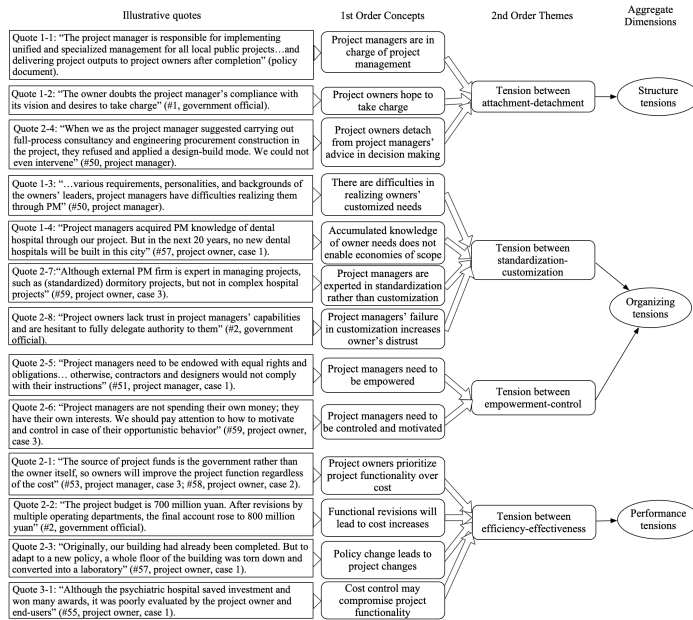 Illustrative quotes
1st Order Concepts
2nd Order Themes
Aggregate
Dimensions
Quote 1-1: “The project manager is responsible for implementing
unified and specialized management for all local public projects…and
delivering project outputs to project owners after completion” (policy
document).
Project managers are in
charge of project
management
Quote 1-2: “The owner doubts the project manager’s compliance with
its vision and desires to take charge” (#1, government official).
Project owners hope to
take charge
Quote 2-4: “When we as the project manager suggested carrying out
full-process consultancy and engineering procurement construction in
the project, they refused and applied a design-build mode. We could not
even intervene” (#50, project manager).
Project owners detach
from project managers’
advice in decision making
Tension between
attachment-detachment
Structure
tensions
Quote 1-3: “…various requirements, personalities, and backgrounds of
the owners’ leaders, project managers have difficulties realizing them
through PM” (#50, project manager).
There are difficulties in
realizing owners’
customized needs
Quote 1-4: “Project managers acquired PM knowledge of dental
hospital through our project. But in the next 20 years, no new dental
hospitals will be built in this city” (#57, project owner, case 1).
Accumulated knowledge
of owner needs does not
enable economies of scope
Quote 2-7:“Although external PM firm is expert in managing projects,
such as (standardized) dormitory projects, but not in complex hospital
projects” (#59, project owner, case 3).
Project managers are
experted in standardization
rather than customization
Quote 2-8: “Project owners lack trust in project managers’ capabilities
and are hesitant to fully delegate authority to them” (#2, government
official).
Project managers’ failure
in customization increases
owner’s distrust
Tension between
standardization-
customization
Quote 2-5: “Project managers need to be endowed with equal rights and
obligations… otherwise, contractors and designers would not comply
with their instructions” (#51, project manager, case 1).
Project managers need to
be empowered
Quote 2-6: “Project managers are not spending their own money; they
have their own interests. We should pay attention to how to motivate
and control in case of their opportunistic behavior” (#59, project owner,
case 3).
Project managers need to
be controled and motivated
Tension between
empowerment-control
Organizing
tensions
Quote 2-1: “The source of project funds is the government rather than
the owner itself, so owners will improve the project function regardless
of the cost” (#53, project manager, case 3; #58, project owner, case 2).
Project owners prioritize
project functionality over
cost
Quote 2-2: “The project budget is 700 million yuan. After revisions by
multiple operating departments, the final account rose to 800 million
yuan” (#2, government official).
Functional revisions will
lead to cost increases
Quote 2-3: “Originally, our building had already been completed. But to
adapt to a new policy, a whole floor of the building was torn down and
converted into a laboratory” (#57, project owner, case 1).
Policy change leads to
project changes
Quote 3-1: “Although the psychiatric hospital saved investment and
won many awards, it was poorly evaluated by the project owner and
end-users” (#55, project owner, case 1).
Cost control may
compromise project
functionality
Tension between
efficiency-effectiveness
Performance
tensions